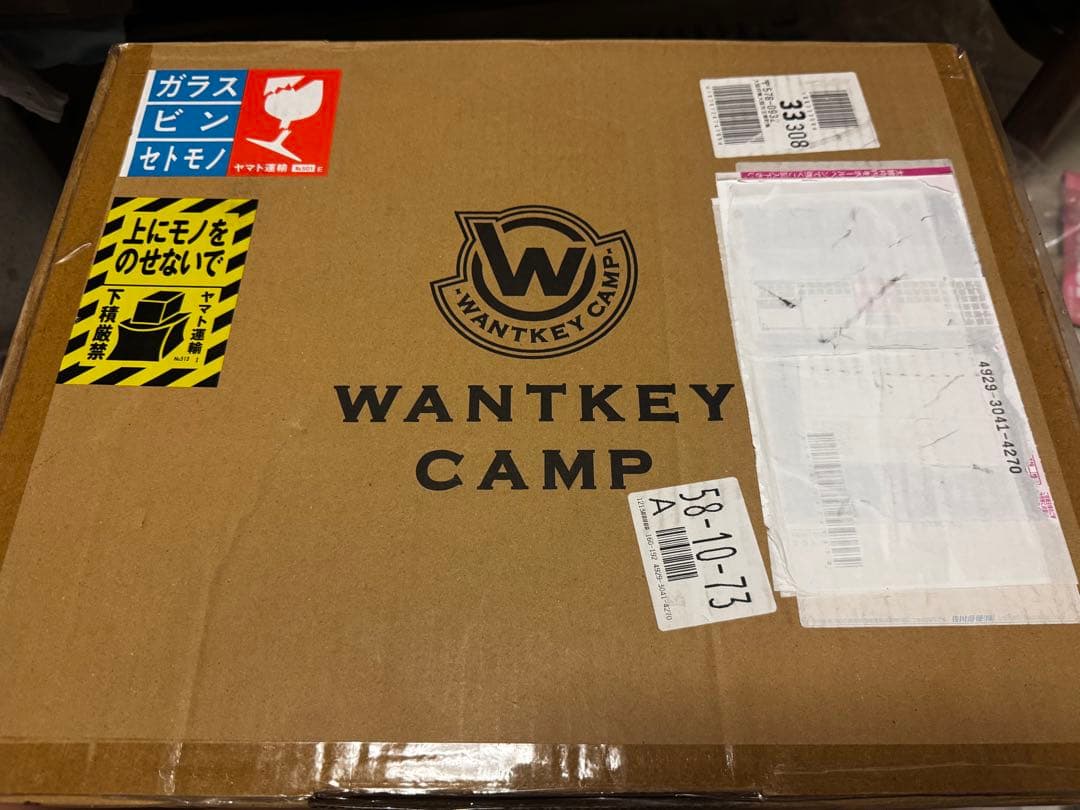 ガラス
ビン
セトモノ
ヤマト運輸
上にモノを
のせないで
下積厳禁
ヤマト運輸
33 308
W
WANTKEY CAMP
WANTKEY
CAMP
4929-3041-4270
58-10-73
A